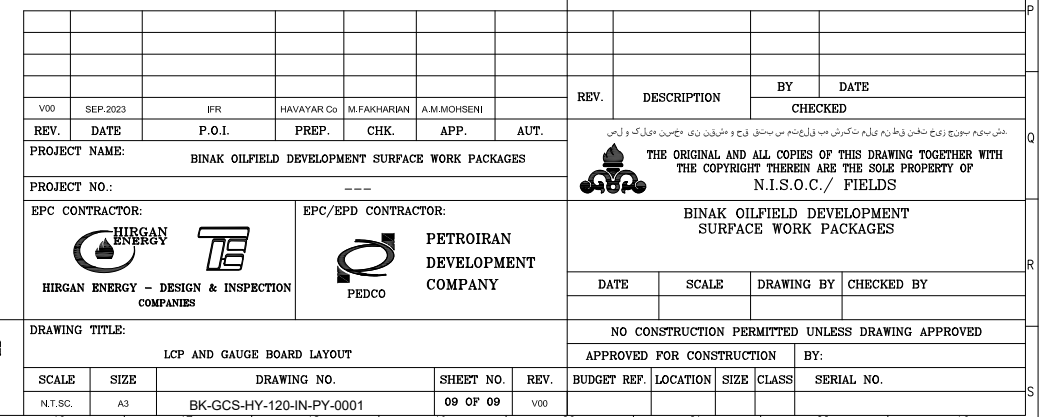 P
BY DATE
REV. DESCRIPTION
V00 SEP.2023 IFR HAVAYAR Co M.FAKHARIAN A.M.MOHSENI
CHECKED
REV. DATE P.O.I. PREP. CHK. APP. AUT.
Q
PROJECT NAME:
BINAK OILFIELD DEVELOPMENT SURFACE WORK PACKAGES
THE ORIGINAL AND ALL COPIES OF THIS DRAWING TOGETHER WITH
THE COPYRIGHT THEREIN ARE THE SOLE PROPERTY OF
N.I.S.O.C./ FIELDS
PROJECT NO.: ---
EPC CONTRACTOR:
HIRGAN
ENERGY
HIRGAN ENERGY - DESIGN & INSPECTION
COMPANIES
EPC/EPD CONTRACTOR:
PEDCO
PETROIRAN
DEVELOPMENT
COMPANY
BINAK OILFIELD DEVELOPMENT
SURFACE WORK PACKAGES
R
DATE SCALE DRAWING BY CHECKED BY
DRAWING TITLE:
LCP AND GAUGE BOARD LAYOUT
NO CONSTRUCTION PERMITTED UNLESS DRAWING APPROVED
APPROVED FOR CONSTRUCTION BY:
SCALE SIZE DRAWING NO. SHEET NO. REV.
N.T.SC. A3 BK-GCS-HY-120-IN-PY-0001 09 OF 09 V00
BUDGET REF. LOCATION SIZE CLASS SERIAL NO.
S